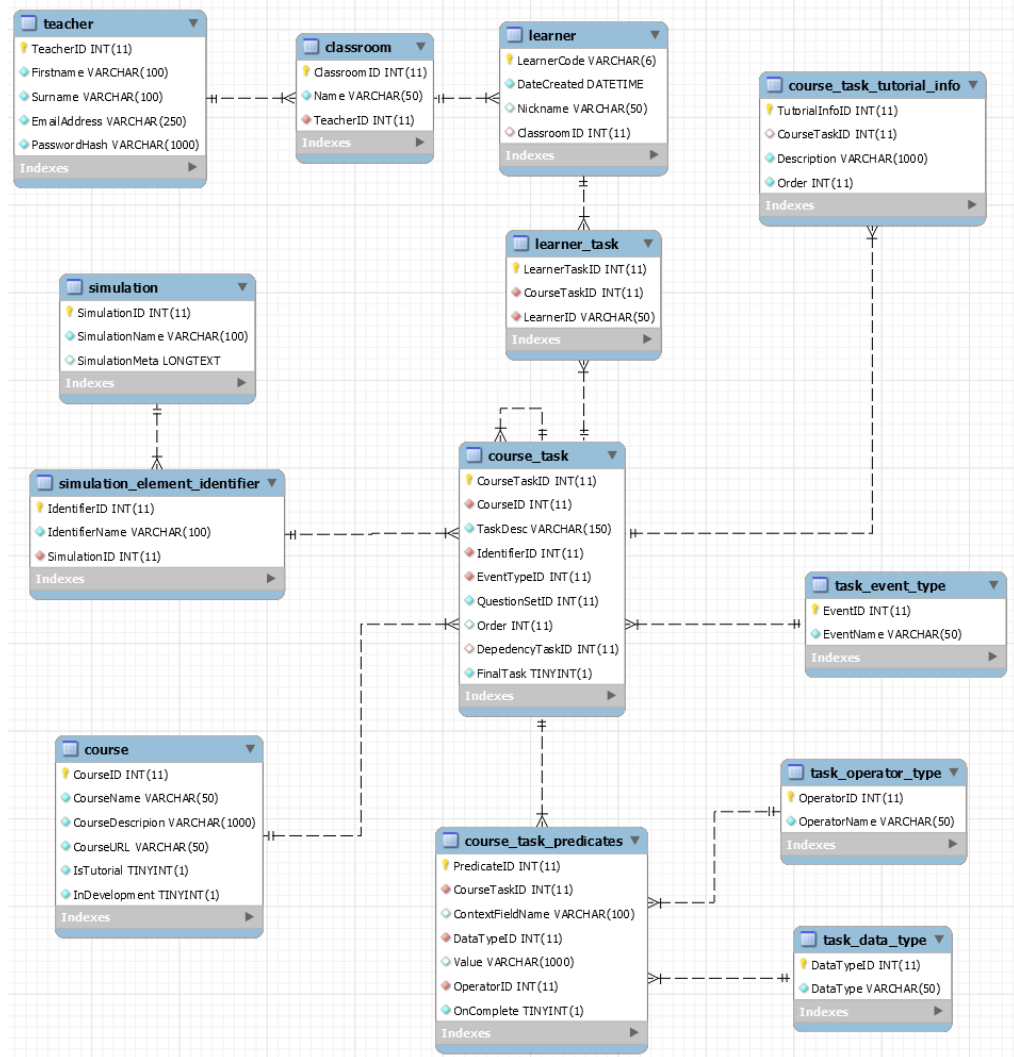 teacher
TeacherID INT(11)
Firstname VARCHAR(100)
Surname VARCHAR(100)
EmailAddress VARCHAR(250)
PasswordHash VARCHAR(1000)
Indexes
classroom
ClassroomID INT(11)
Name VARCHAR(50)
TeacherID INT(11)
Indexes
learner
LearnerCode VARCHAR(6)
DateCreated DATETIME
Nickname VARCHAR(50)
ClassroomID INT(11)
Indexes
course_task_tutorial_info
TutorialInfoID INT(11)
CourseTaskID INT(11)
Description VARCHAR(1000)
Order INT(11)
Indexes
learner_task
LearnerTaskID INT(11)
CourseTaskID INT(11)
LearnerID VARCHAR(50)
Indexes
simulation
SimulationID INT(11)
SimulationName VARCHAR(100)
SimulationMeta LONGTEXT
Indexes
simulation_element_identifier
IdentifierID INT(11)
IdentifierName VARCHAR(100)
SimulationID INT(11)
Indexes
course_task
CourseTaskID INT(11)
CourseID INT(11)
TaskDesc VARCHAR(150)
IdentifierID INT(11)
EventTypeID INT(11)
QuestionSetID INT(11)
Order INT(11)
DepedencyTaskID INT(11)
FinalTask TINYINT(1)
Indexes
task_event_type
EventID INT(11)
EventName VARCHAR(50)
Indexes
course
CourseID INT(11)
CourseName VARCHAR(50)
CourseDescripion VARCHAR(1000)
CourseURL VARCHAR(50)
IsTutorial TINYINT(1)
InDevelopment TINYINT(1)
Indexes
task_operator_type
OperatorID INT(11)
OperatorName VARCHAR(50)
Indexes
course_task_predicates
PredicateID INT(11)
CourseTaskID INT(11)
ContextFieldName VARCHAR(100)
DataTypeID INT(11)
Value VARCHAR(1000)
OperatorID INT(11)
OnComplete TINYINT(1)
Indexes
task_data_type
DataTypeID INT(11)
DataType VARCHAR(50)
Indexes